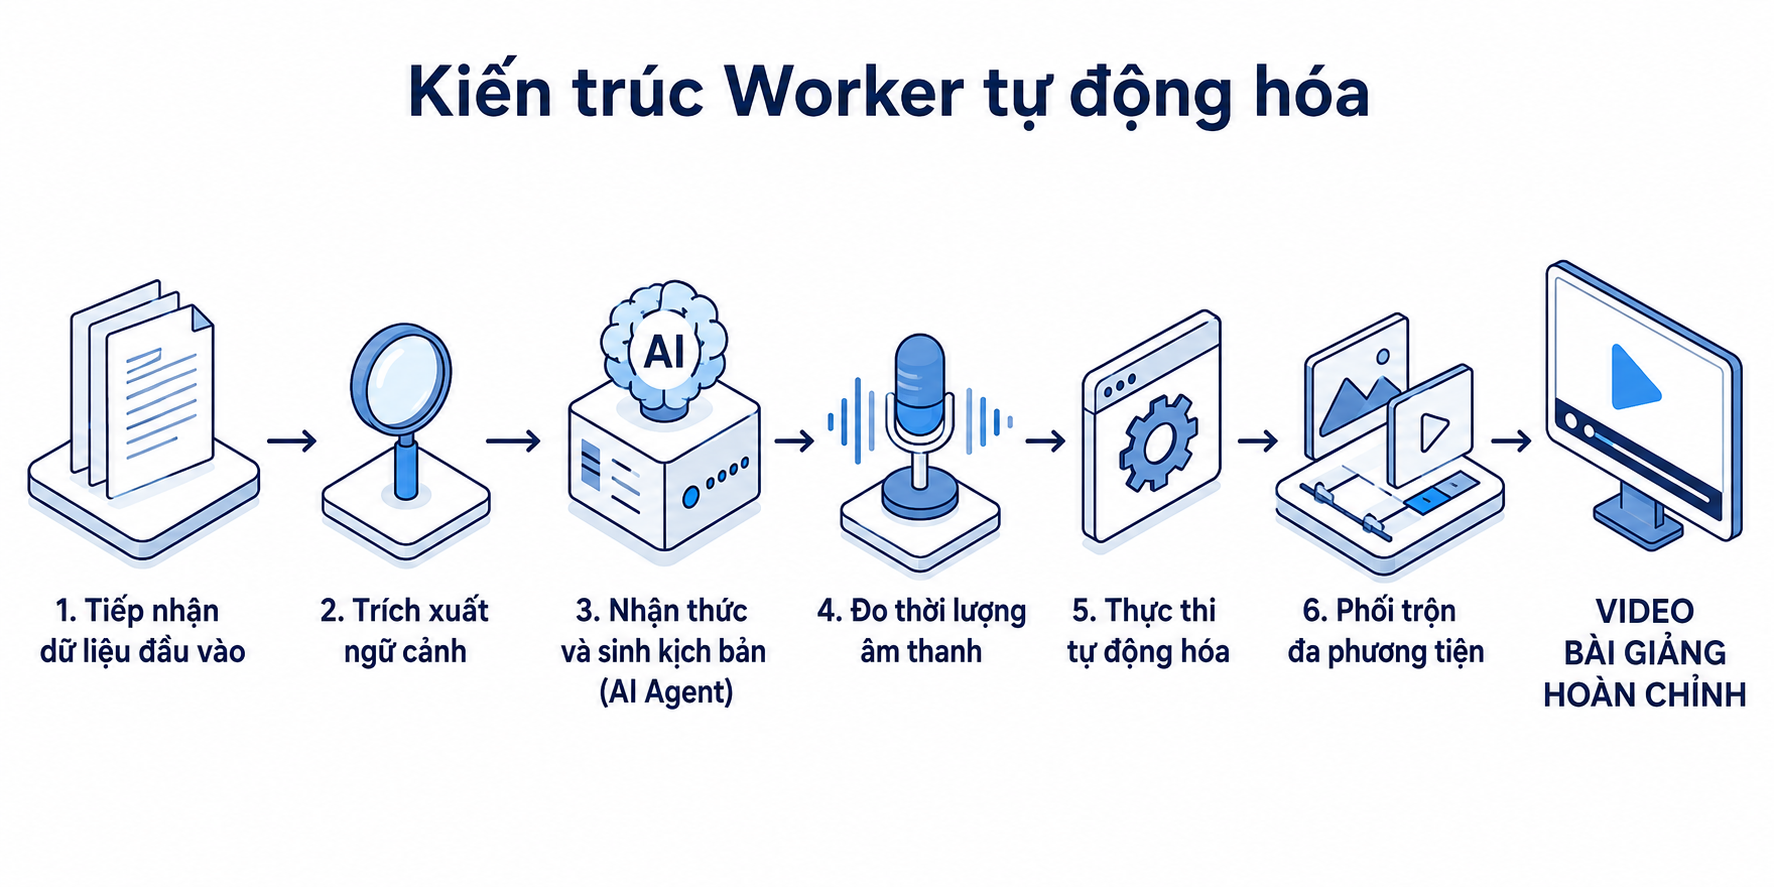 Kiến trúc Worker tự động hóa
AI
1. Tiếp nhận
dữ liệu đầu vào
2. Trích xuất
ngữ cảnh
3. Nhận thức
và sinh kịch bản
(AI Agent)
4. Đo thời lượng
âm thanh
5. Thực thi
tự động hóa
6. Phối trộn
đa phương tiện
VIDEO
BÀI GIẢNG
HOÀN CHỈNH